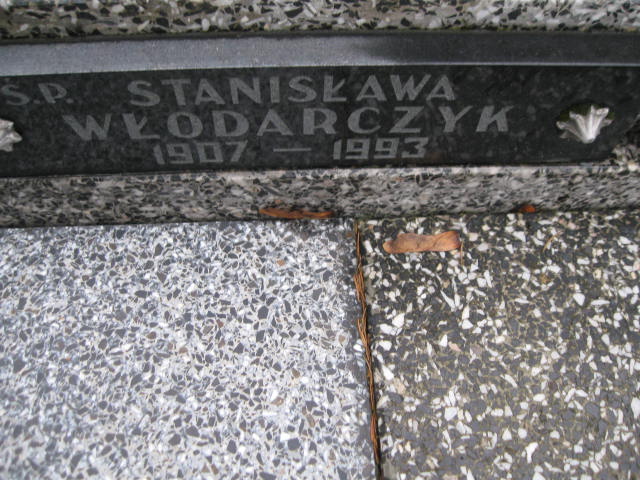 Ś.P. STANISŁAWA
WŁODARCZYK
1907 — 1993